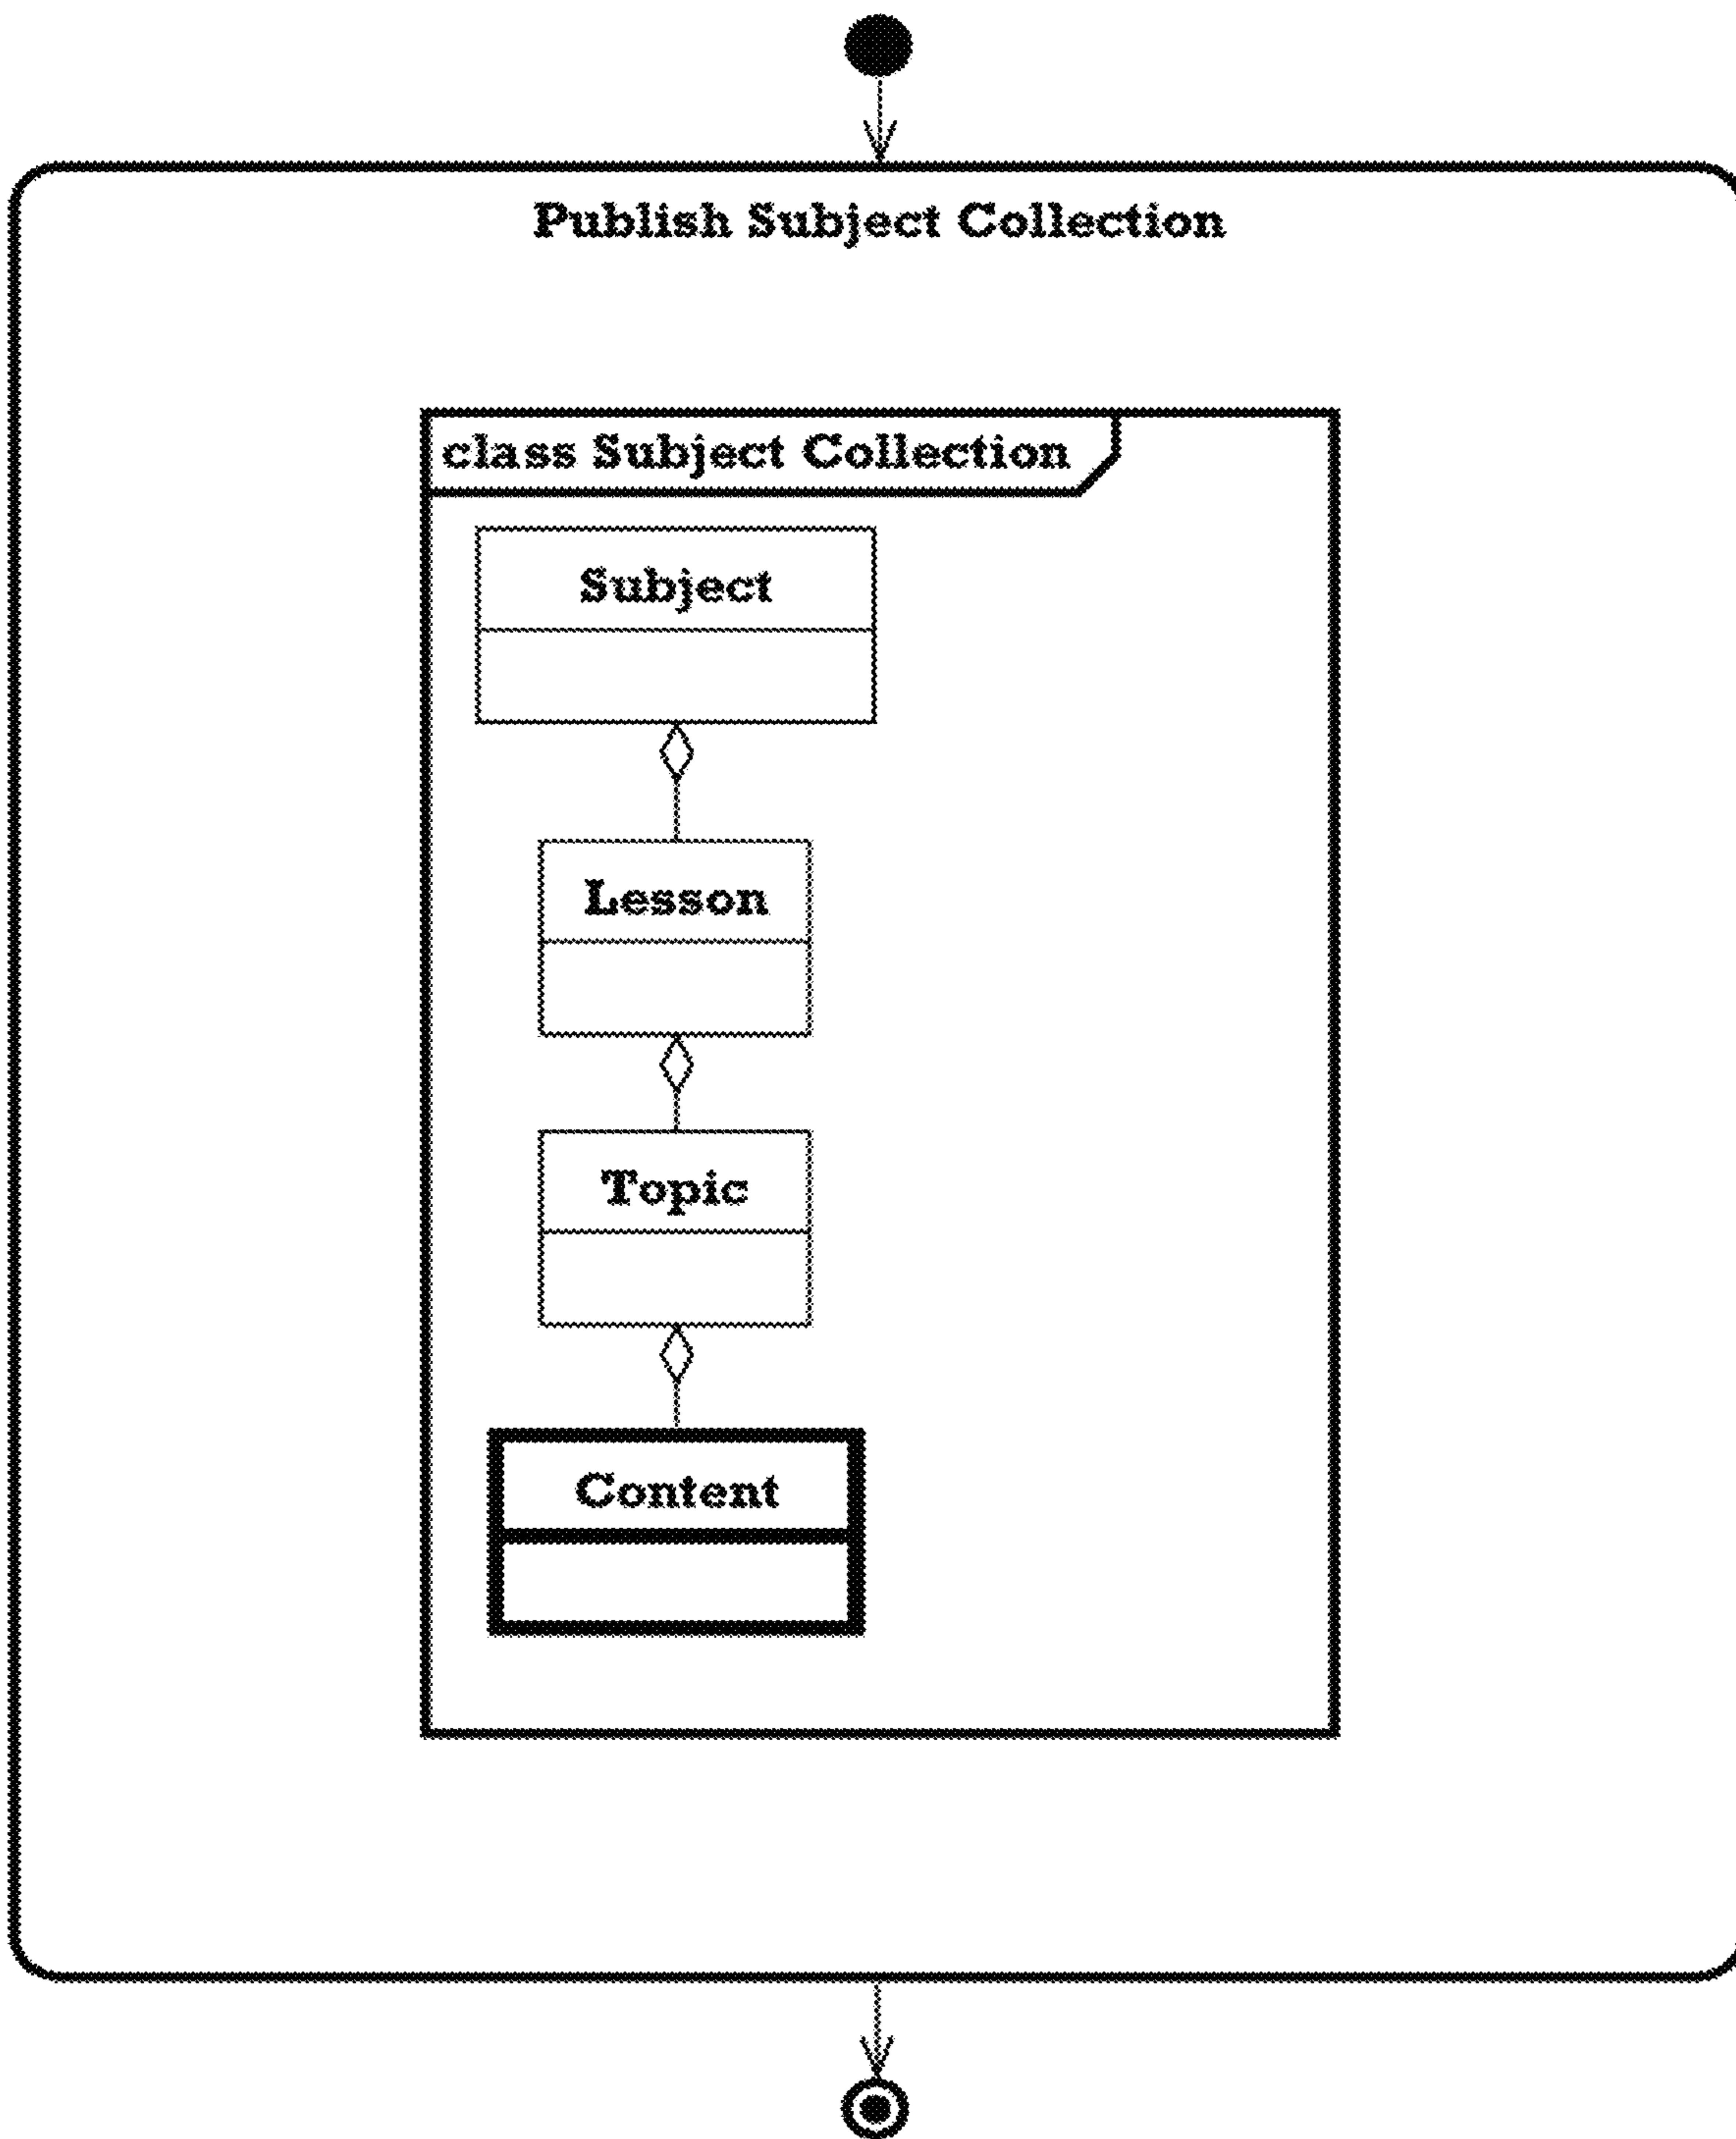 Publish Subject Collection
class Subject Collection
Subject
Lesson
Topic
Content